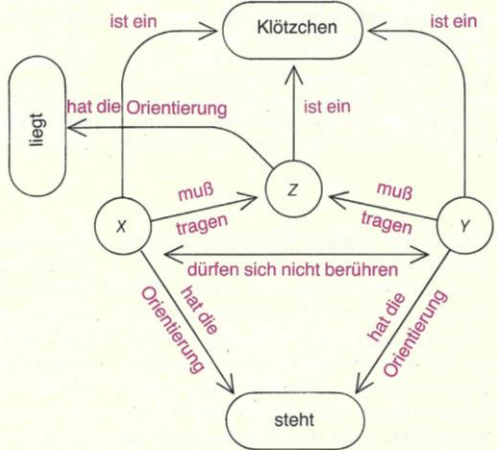 ist ein
Klötzchen
ist ein
hat die Orientierung
ist ein
liegt
muß
tragen
Z
muß
tragen
X
Y
dürfen sich nicht berühren
hat die
Orientierung
hat die
Orientierung
steht